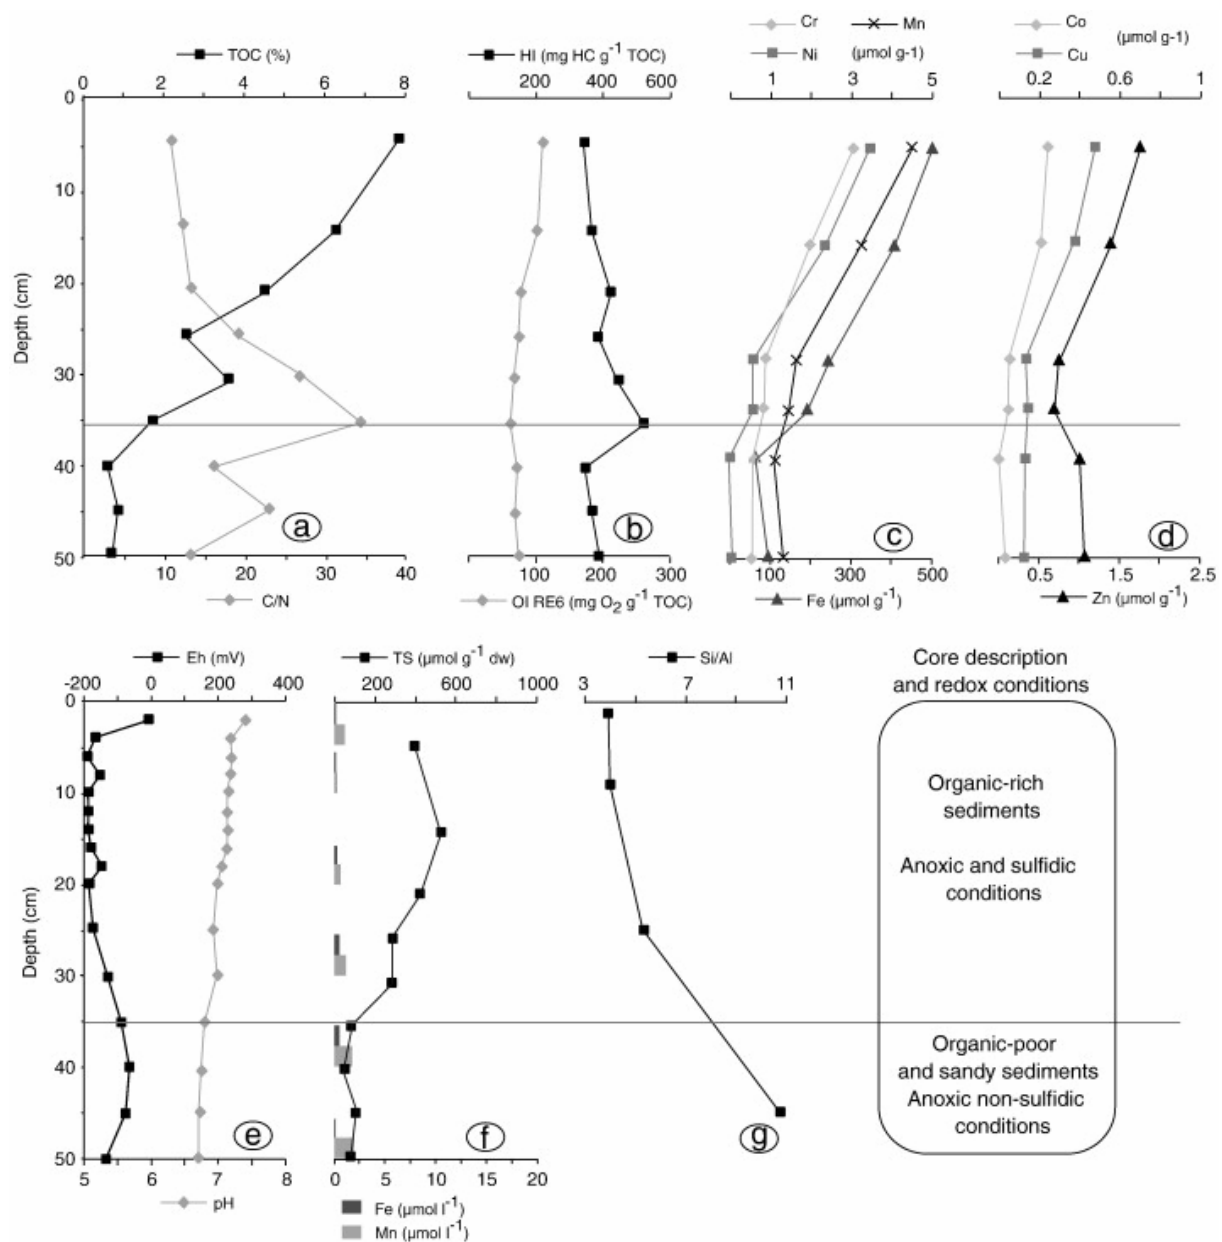 TOC (%)
0 2 4 6 8
HI (mg HC g-1 TOC)
200 400 600
Cr
Ni
Mn
(µmol g-1)
1 3 5
Co
Cu
(µmol g-1)
0.2 0.6 1
Depth (cm)
0
10
20
30
40
50
a
b
c
d
0 10 20 30 40
C/N
100 200 300
OI RE6 (mg O2 g-1 TOC)
100 300 500
Fe (µmol g-1)
0.5 1.5 2.5
Zn (µmol g-1)
Eh (mV)
-200 0 200 400
TS (µmol g-1 dw)
200 600 1000
Si/Al
3 7 11
Core description
and redox conditions
Depth (cm)
0
10
20
30
40
50
Organic-rich
sediments
Anoxic and sulfidic
conditions
Organic-poor
and sandy sediments
Anoxic non-sulfidic
conditions
e
f
g
5 6 7 8
pH
0 5 10 15 20
Fe (µmol l-1)
Mn (µmol l-1)